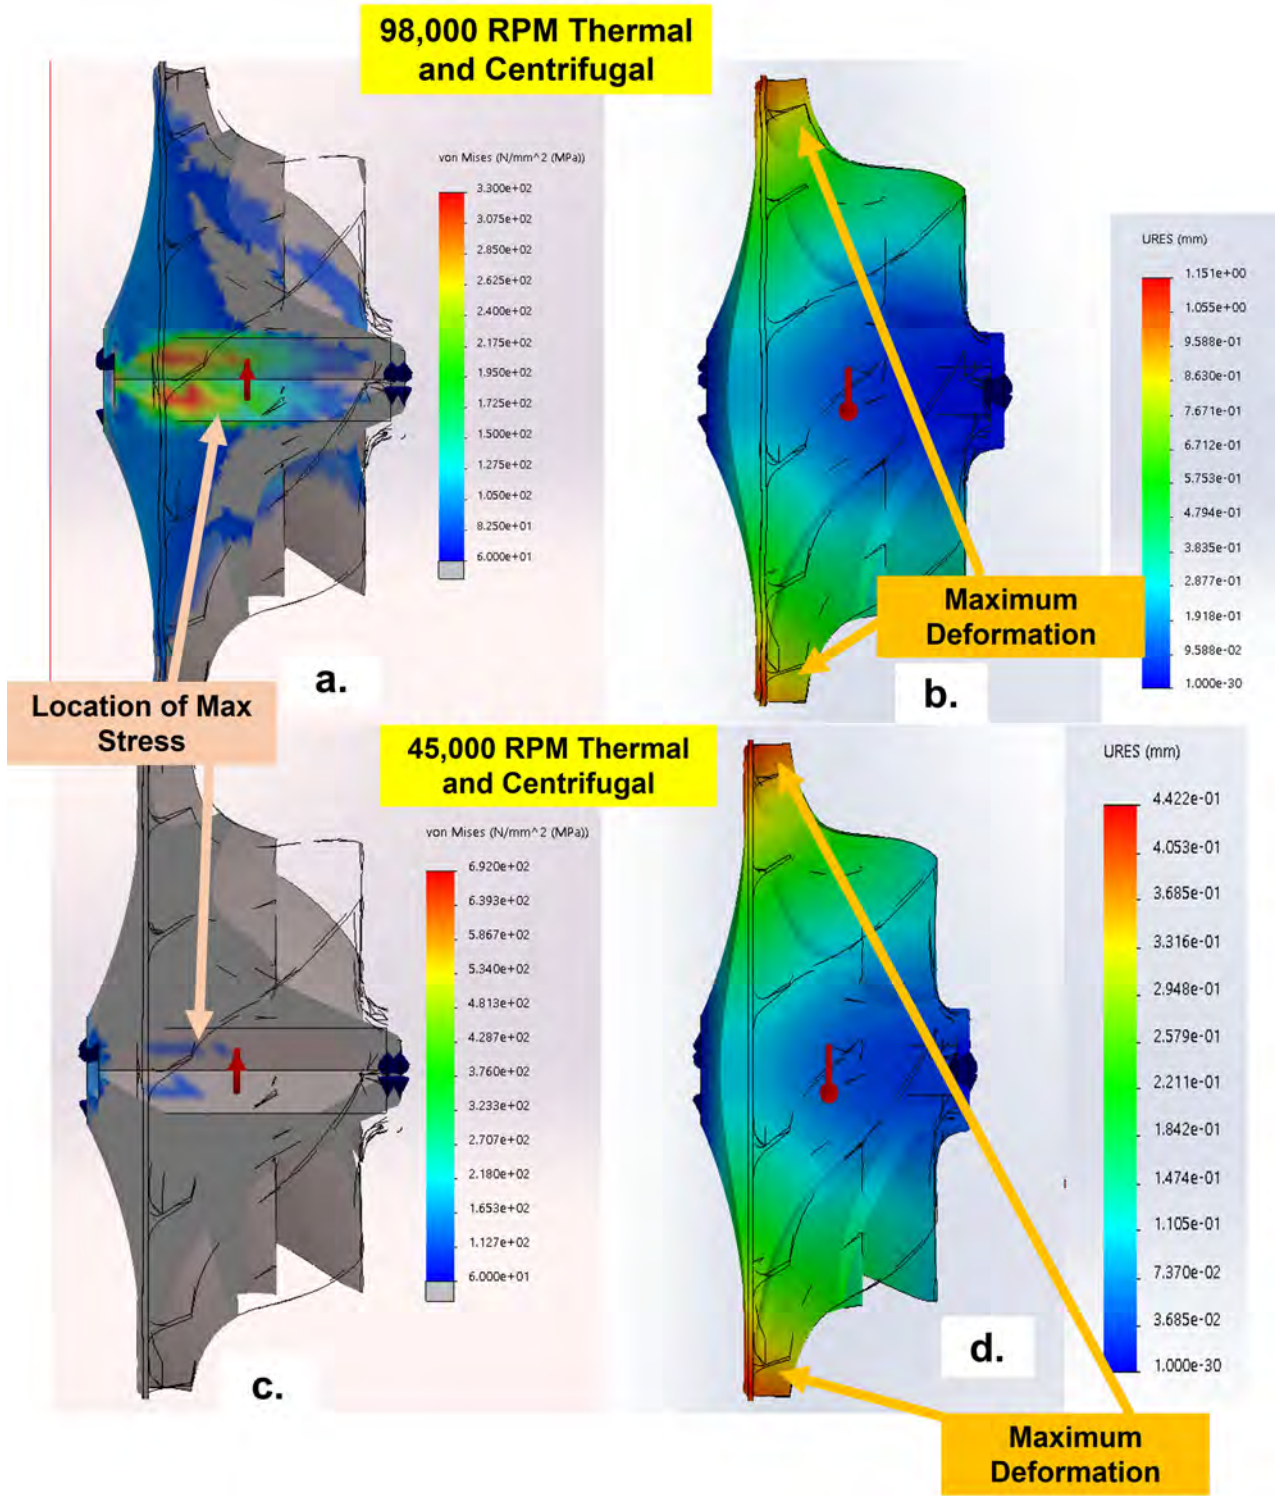 98,000 RPM Thermal
and Centrifugal
von Mises (N/mm^2 (MPa))
3.300e+02
3.075e+02
2.850e+02
2.625e+02
2.400e+02
2.175e+02
1.950e+02
1.725e+02
1.500e+02
1.275e+02
1.050e+02
8.250e+01
6.000e+01
a.
URES (mm)
1.151e+00
1.055e+00
9.588e-01
8.630e-01
7.671e-01
6.712e-01
5.753e-01
4.794e-01
3.835e-01
2.877e-01
1.918e-01
9.588e-02
1.000e-30
Maximum
Deformation
b.
Location of Max
Stress
45,000 RPM Thermal
and Centrifugal
von Mises (N/mm^2 (MPa))
6.920e+02
6.393e+02
5.867e+02
5.340e+02
4.813e+02
4.287e+02
3.760e+02
3.233e+02
2.707e+02
2.180e+02
1.653e+02
1.127e+02
6.000e+01
c.
URES (mm)
4.422e-01
4.053e-01
3.685e-01
3.316e-01
2.948e-01
2.579e-01
2.211e-01
1.842e-01
1.474e-01
1.105e-01
7.370e-02
3.685e-02
1.000e-30
d.
Maximum
Deformation